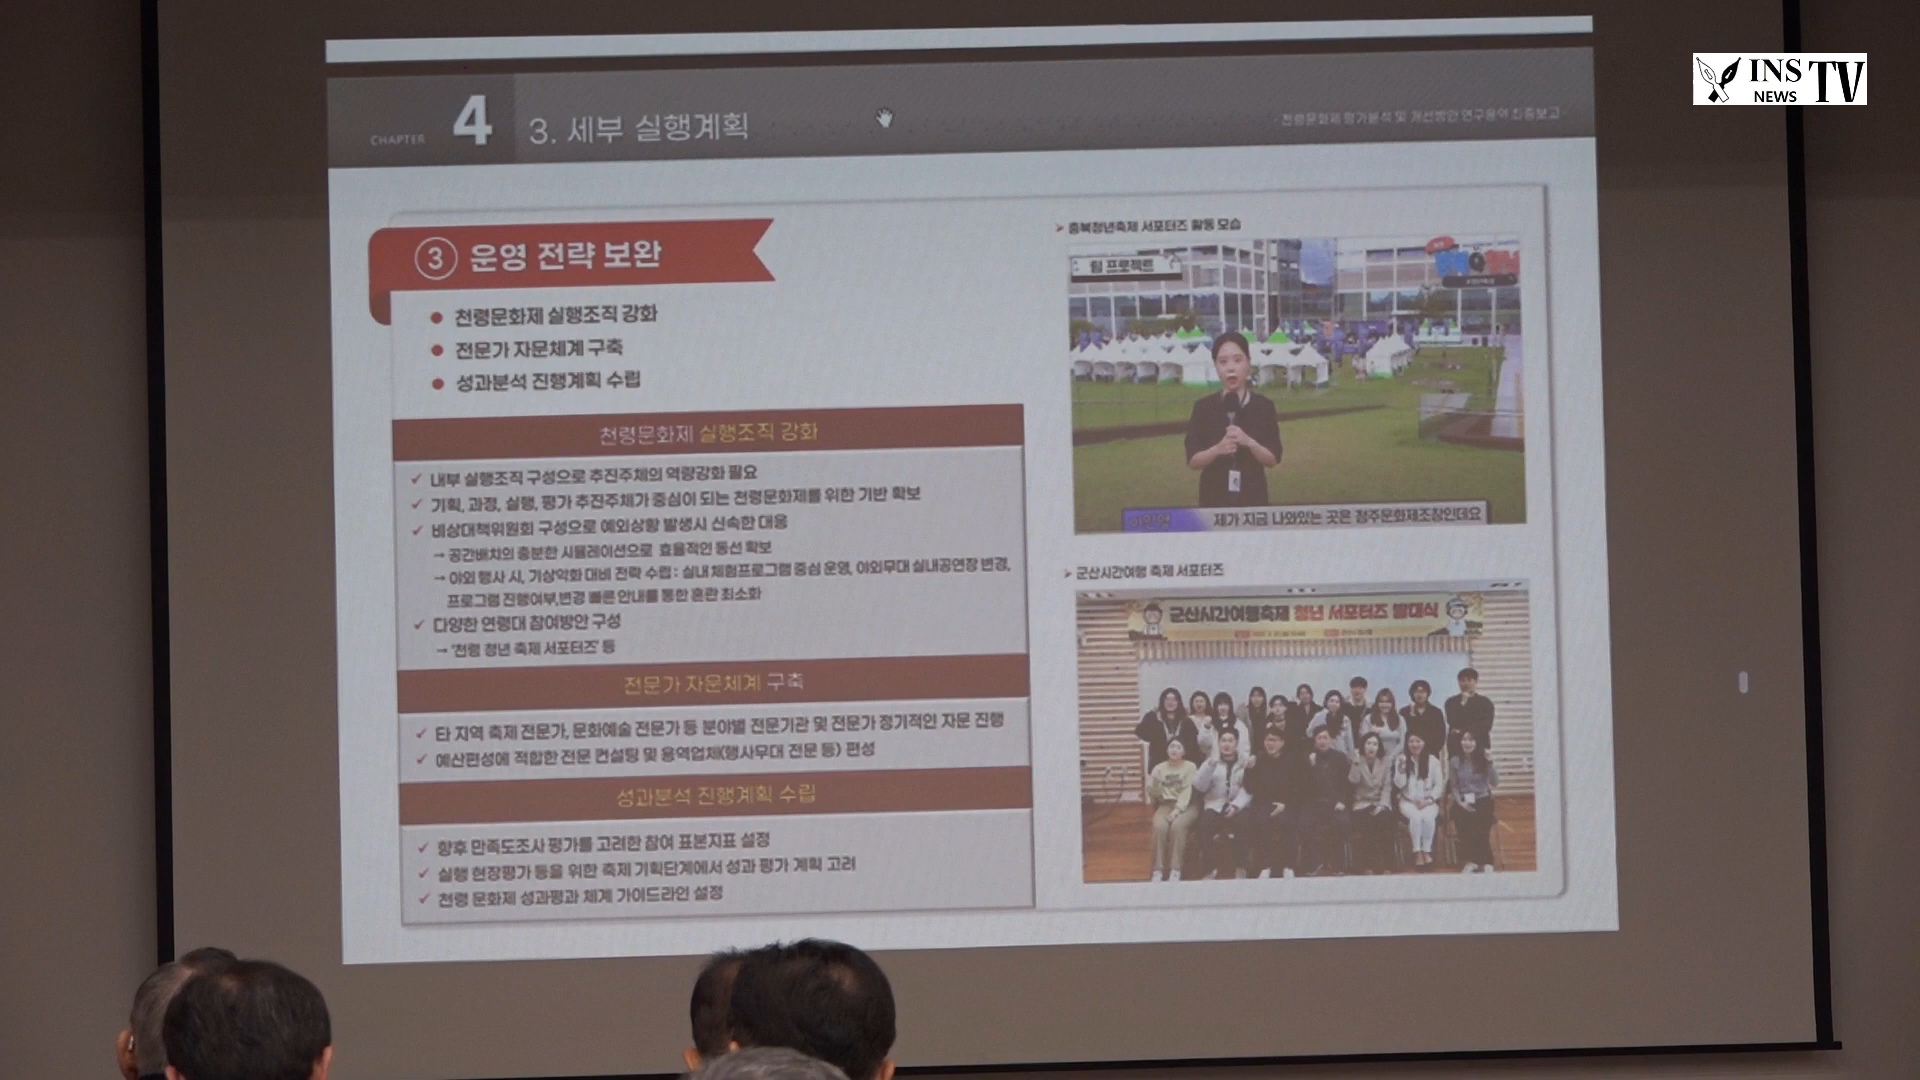 INS TV
NEWS
CHAPTER 4
3. 세부 실행계획
- 천령문화제 평가분석 및 개선방안 연구용역 최종보고 -
③ 운영 전략 보완
천령문화제 실행조직 강화
전문가 자문체계 구축
성과분석 진행계획 수립
천령문화제 실행조직 강화
내부 실행조직 구성으로 추진주체의 역량강화 필요
기획, 과정, 실행, 평가 추진주체가 중심이 되는 천령문화제를 위한 기반 확보
비상대책위원회 구성으로 예외상황 발생시 신속한 대응
→ 공간배치의 충분한 시뮬레이션으로 효율적인 동선 확보
→ 야외 행사 시, 기상악화 대비 전략 수립 : 실내 체험프로그램 중심 운영, 야외무대 실내공연장 변경,
프로그램 진행여부,변경 빠른 안내를 통한 혼란 최소화
다양한 연령대 참여방안 구성
→ '천령 청년 축제 서포터즈' 등
전문가 자문체계 구축
타 지역 축제 전문가, 문화예술 전문가 등 분야별 전문기관 및 전문가 정기적인 자문 진행
예산편성에 적합한 전문 컨설팅 및 용역업체(행사무대 전문 등) 편성
성과분석 진행계획 수립
향후 만족도조사 평가를 고려한 참여 표본지표 설정
실행 현장평가 등을 위한 축제 기획단계에서 성과 평가 계획 고려
천령 문화제 성과평과 체계 가이드라인 설정
충북청년축제 서포터즈 활동 모습
팀 프로젝트
제가 지금 나와있는 곳은 청주문화제조창인데요
군산시간여행 축제 서포터즈
군산시간여행축제 청년 서포터즈 발대식